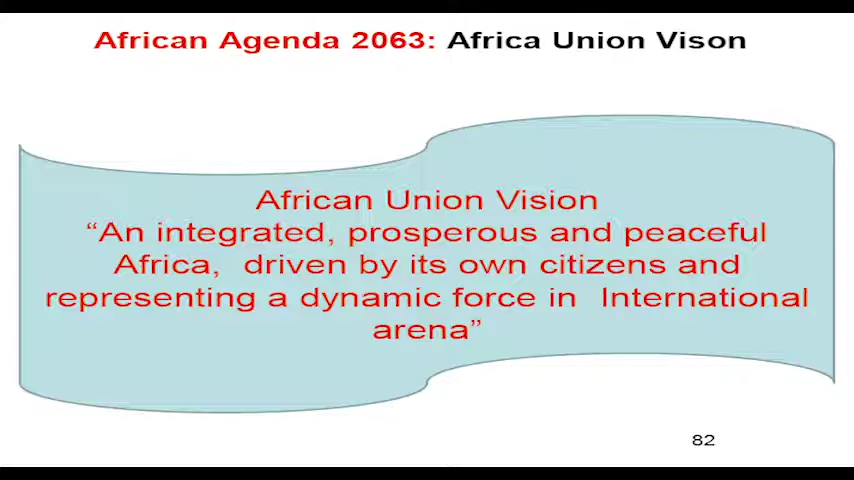 African Agenda 2063: Africa Union Vison
African Union Vision
“An integrated, prosperous and peaceful
Africa, driven by its own citizens and
representing a dynamic force in International
arena”
82